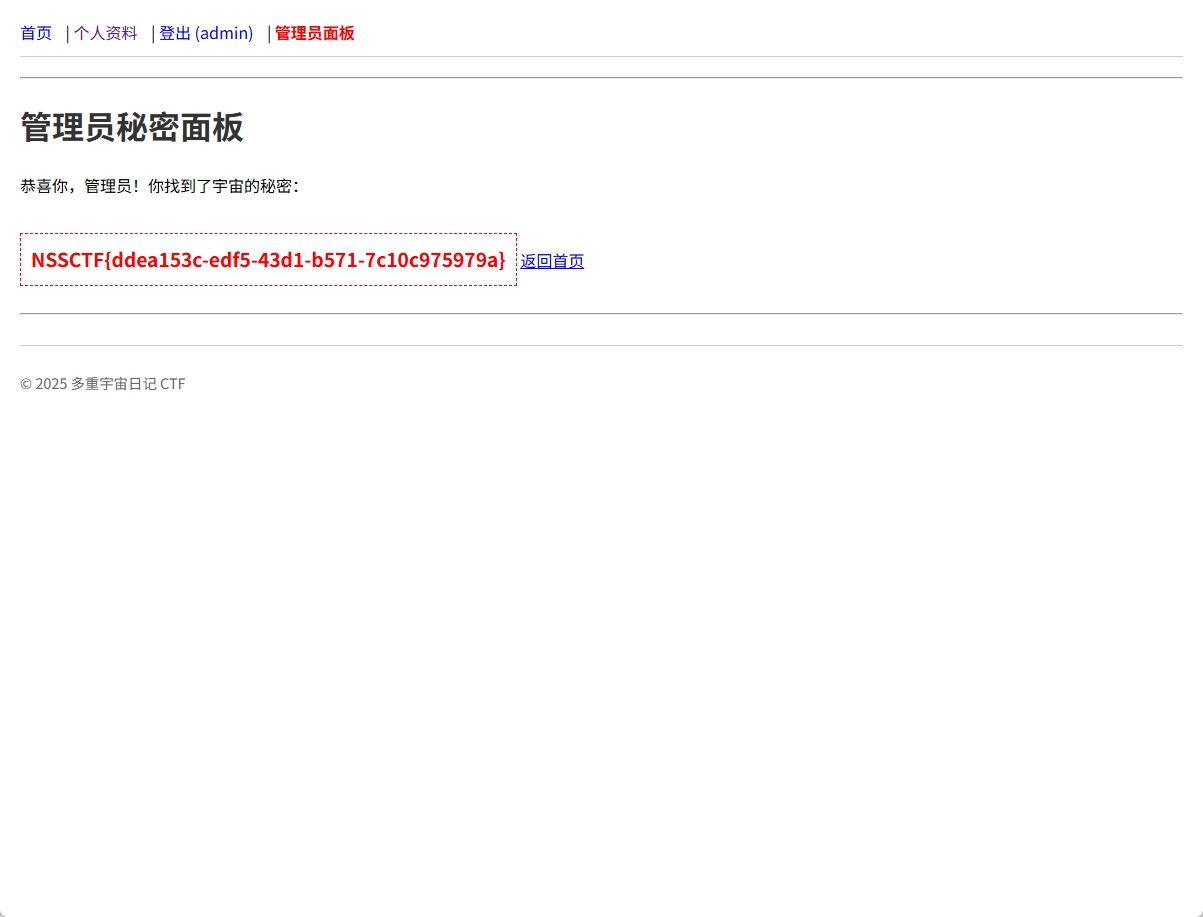 首页 | 个人资料 | 登出 (admin) | 管理员面板
管理员秘密面板
恭喜你，管理员！你找到了宇宙的秘密：
NSSCTF{ddea153c-edf5-43d1-b571-7c10c975979a} 返回首页
© 2025 多重宇宙日记 CTF